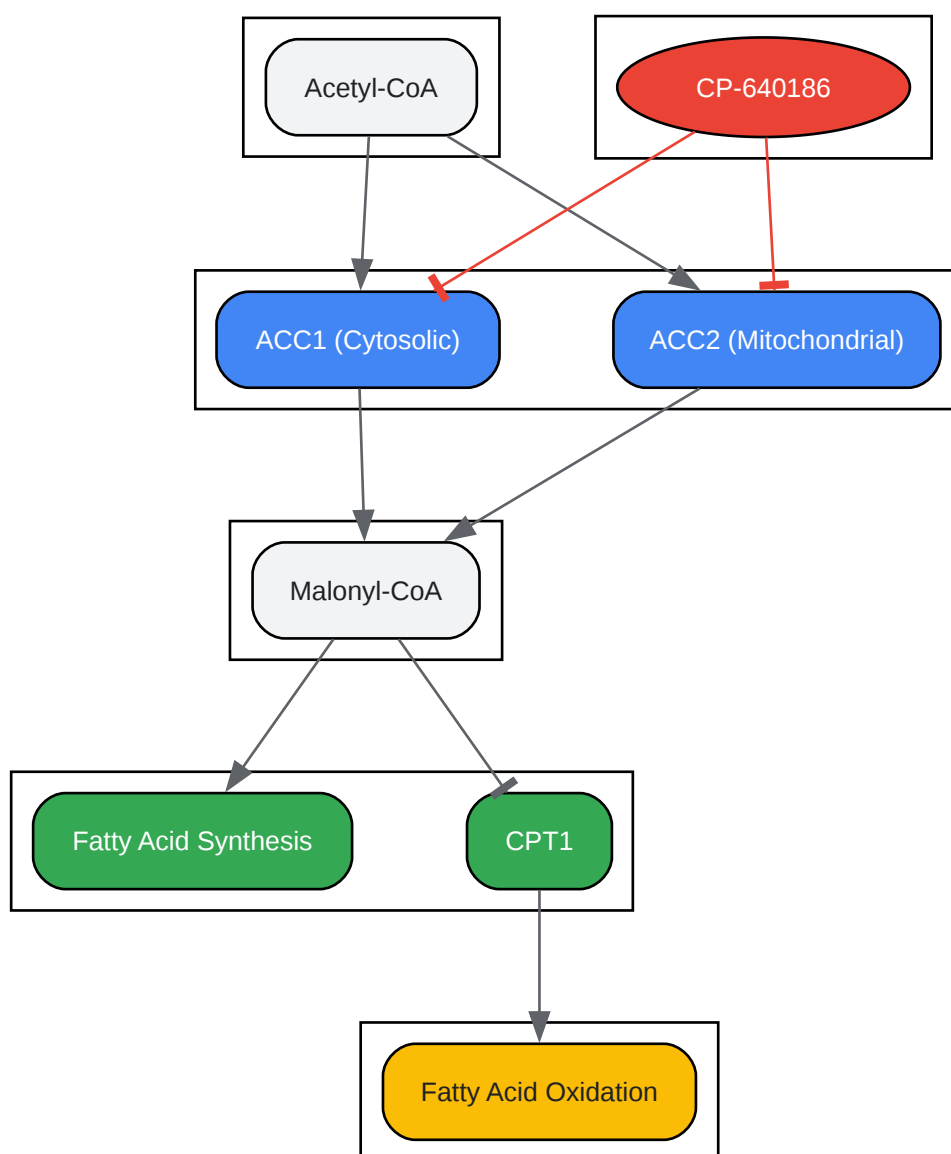 Acetyl-CoA
CP-640186
ACC1 (Cytosolic)
ACC2 (Mitochondrial)
Malonyl-CoA
Fatty Acid Synthesis
CPT1
Fatty Acid Oxidation